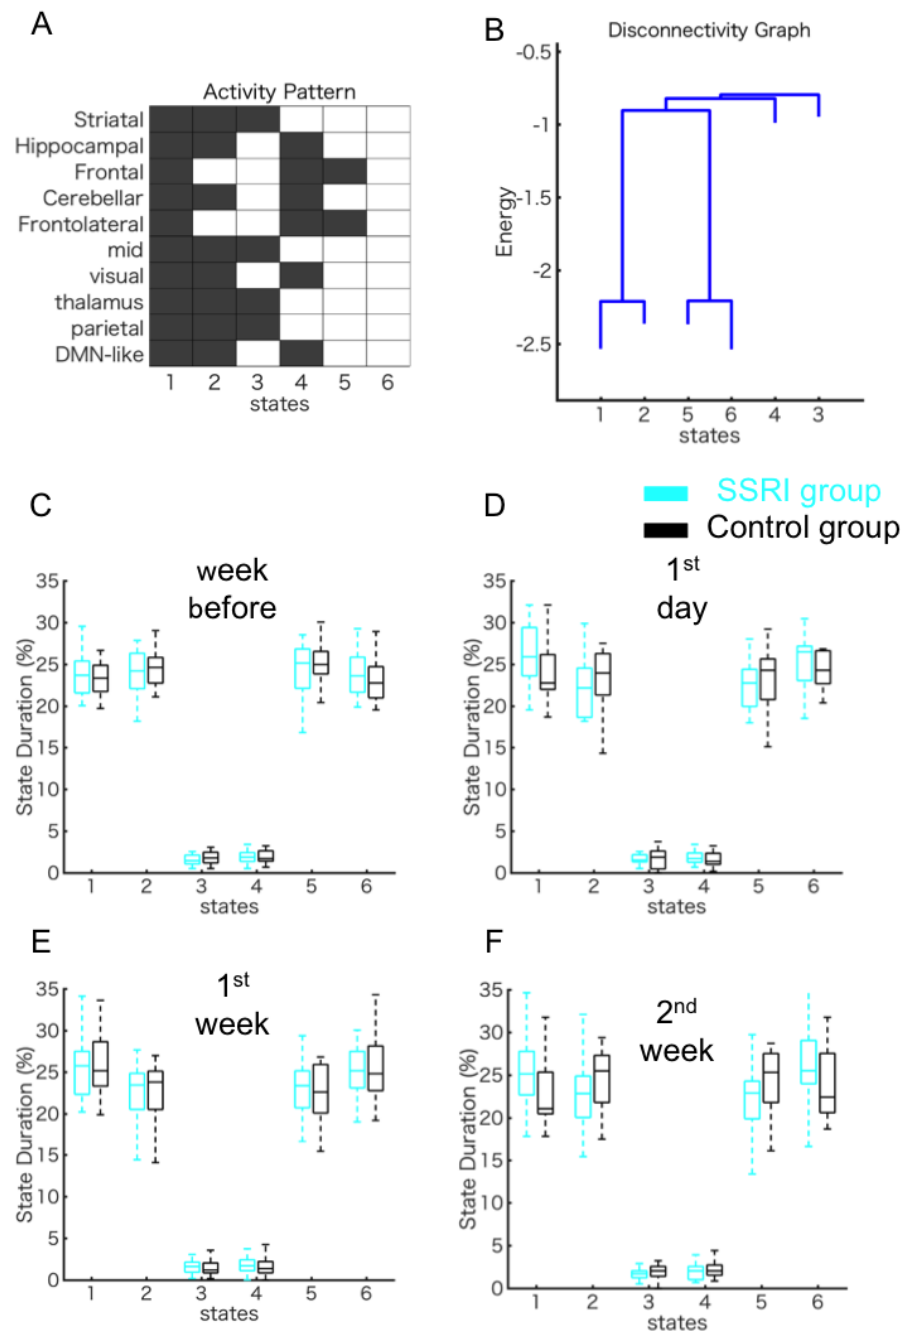 A
Activity Pattern
Striatal
Hippocampal
Frontal
Cerebellar
Frontolateral
mid
visual
thalamus
parietal
DMN-like
1 2 3 4 5 6
states
B
Disconnectivity Graph
Energy
-0.5
-1
-1.5
-2
-2.5
1 2 5 6 4 3
states
SSRI group
Control group
C
week
before
State Duration (%)
35
30
25
20
15
10
5
0
1 2 3 4 5 6
states
D
1st
day
State Duration (%)
35
30
25
20
15
10
5
0
1 2 3 4 5 6
states
E
1st
week
State Duration (%)
35
30
25
20
15
10
5
0
1 2 3 4 5 6
states
F
2nd
week
State Duration (%)
35
30
25
20
15
10
5
0
1 2 3 4 5 6
states